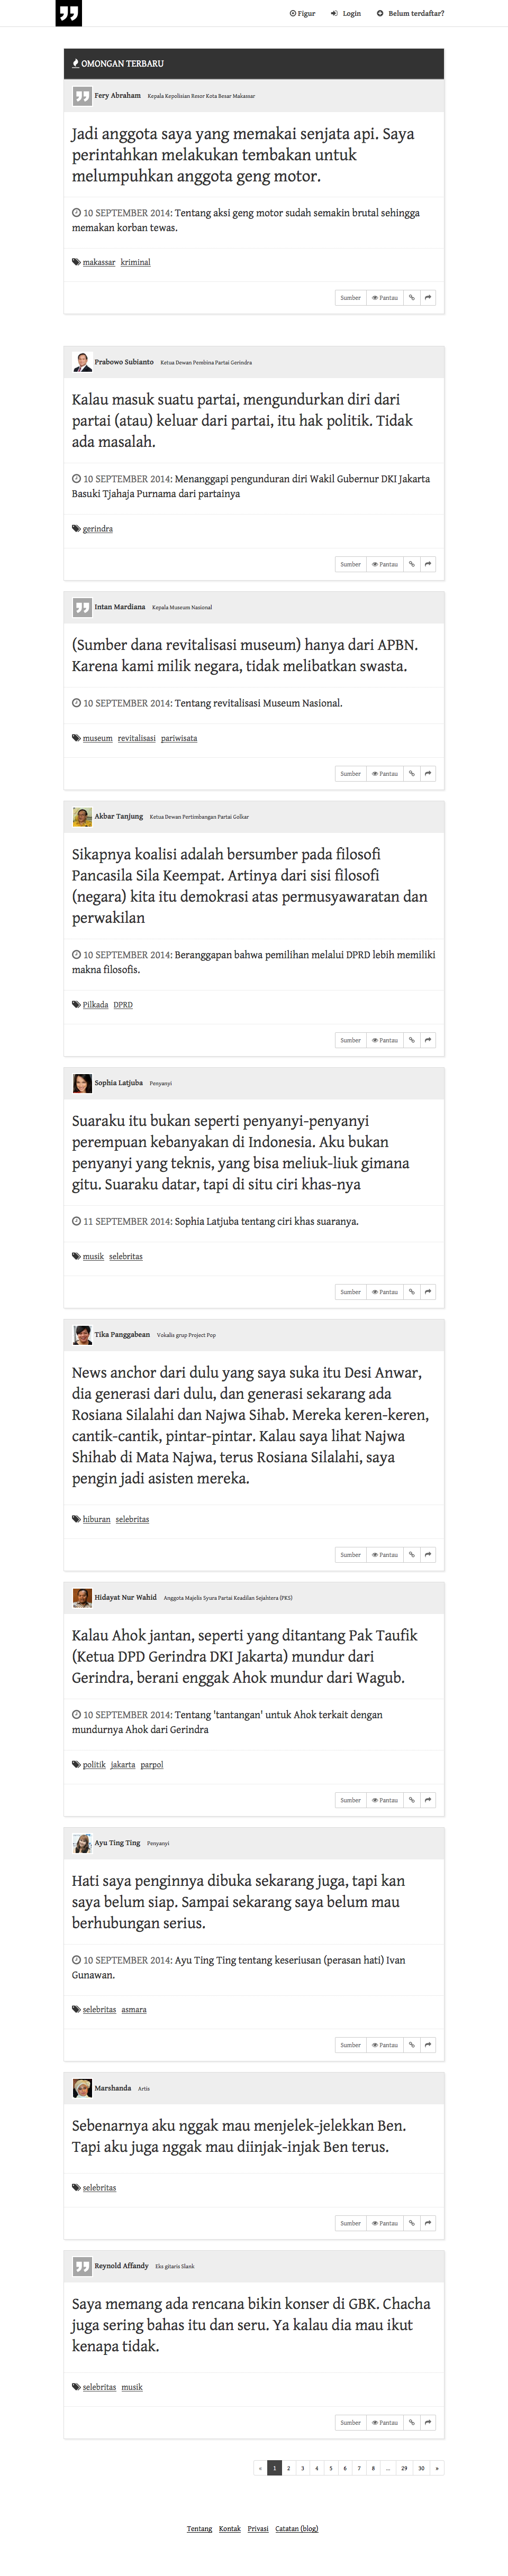 Figur Login Belum terdaftar?
OMONGAN TERBARU
Fery Abraham Kepala Kepolisian Resor Kota Besar Makassar
Jadi anggota saya yang memakai senjata api. Saya
perintahkan melakukan tembakan untuk
melumpuhkan anggota geng motor.
10 SEPTEMBER 2014: Tentang aksi geng motor sudah semakin brutal sehingga
memakan korban tewas.
makassar kriminal
Sumber Pantau
Prabowo Subianto Ketua Dewan Pembina Partai Gerindra
Kalau masuk suatu partai, mengundurkan diri dari
partai (atau) keluar dari partai, itu hak politik. Tidak
ada masalah.
10 SEPTEMBER 2014: Menanggapi pengunduran diri Wakil Gubernur DKI Jakarta
Basuki Tjahaja Purnama dari partainya
gerindra
Sumber Pantau
Intan Mardiana Kepala Museum Nasional
(Sumber dana revitalisasi museum) hanya dari APBN.
Karena kami milik negara, tidak melibatkan swasta.
10 SEPTEMBER 2014: Tentang revitalisasi Museum Nasional.
museum revitalisasi pariwisata
Sumber Pantau
Akbar Tanjung Ketua Dewan Pertimbangan Partai Golkar
Sikapnya koalisi adalah bersumber pada filosofi
Pancasila Sila Keempat. Artinya dari sisi filosofi
(negara) kita itu demokrasi atas permusyawaratan dan
perwakilan
10 SEPTEMBER 2014: Beranggapan bahwa pemilihan melalui DPRD lebih memiliki
makna filosofis.
Pilkada DPRD
Sumber Pantau
Sophia Latjuba Penyanyi
Suaraku itu bukan seperti penyanyi-penyanyi
perempuan kebanyakan di Indonesia. Aku bukan
penyanyi yang teknis, yang bisa meliuk-liuk gimana
gitu. Suaraku datar, tapi di situ ciri khas-nya
11 SEPTEMBER 2014: Sophia Latjuba tentang ciri khas suaranya.
musik selebritas
Sumber Pantau
Tika Panggabean Vokalis grup Project Pop
News anchor dari dulu yang saya suka itu Desi Anwar,
dia generasi dari dulu, dan generasi sekarang ada
Rosiana Silalahi dan Najwa Sihab. Mereka keren-keren,
cantik-cantik, pintar-pintar. Kalau saya lihat Najwa
Shihab di Mata Najwa, terus Rosiana Silalahi, saya
pengin jadi asisten mereka.
hiburan selebritas
Sumber Pantau
Hidayat Nur Wahid Anggota Majelis Syura Partai Keadilan Sejahtera (PKS)
Kalau Ahok jantan, seperti yang ditantang Pak Taufik
(Ketua DPD Gerindra DKI Jakarta) mundur dari
Gerindra, berani enggak Ahok mundur dari Wagub.
10 SEPTEMBER 2014: Tentang 'tantangan' untuk Ahok terkait dengan
mundurnya Ahok dari Gerindra
politik jakarta parpol
Sumber Pantau
Ayu Ting Ting Penyanyi
Hati saya penginnya dibuka sekarang juga, tapi kan
saya belum siap. Sampai sekarang saya belum mau
berhubungan serius.
10 SEPTEMBER 2014: Ayu Ting Ting tentang keseriusan (perasan hati) Ivan
Gunawan.
selebritas asmara
Sumber Pantau
Marshanda Artis
Sebenarnya aku nggak mau menjelek-jelekkan Ben.
Tapi aku juga nggak mau diinjak-injak Ben terus.
selebritas
Sumber Pantau
Reynold Affandy Eks gitaris Slank
Saya memang ada rencana bikin konser di GBK. Chacha
juga sering bahas itu dan seru. Ya kalau dia mau ikut
kenapa tidak.
selebritas musik
Sumber Pantau
« 1 2 3 4 5 6 7 8 ... 29 30 »
Tentang Kontak Privasi Catatan (blog)